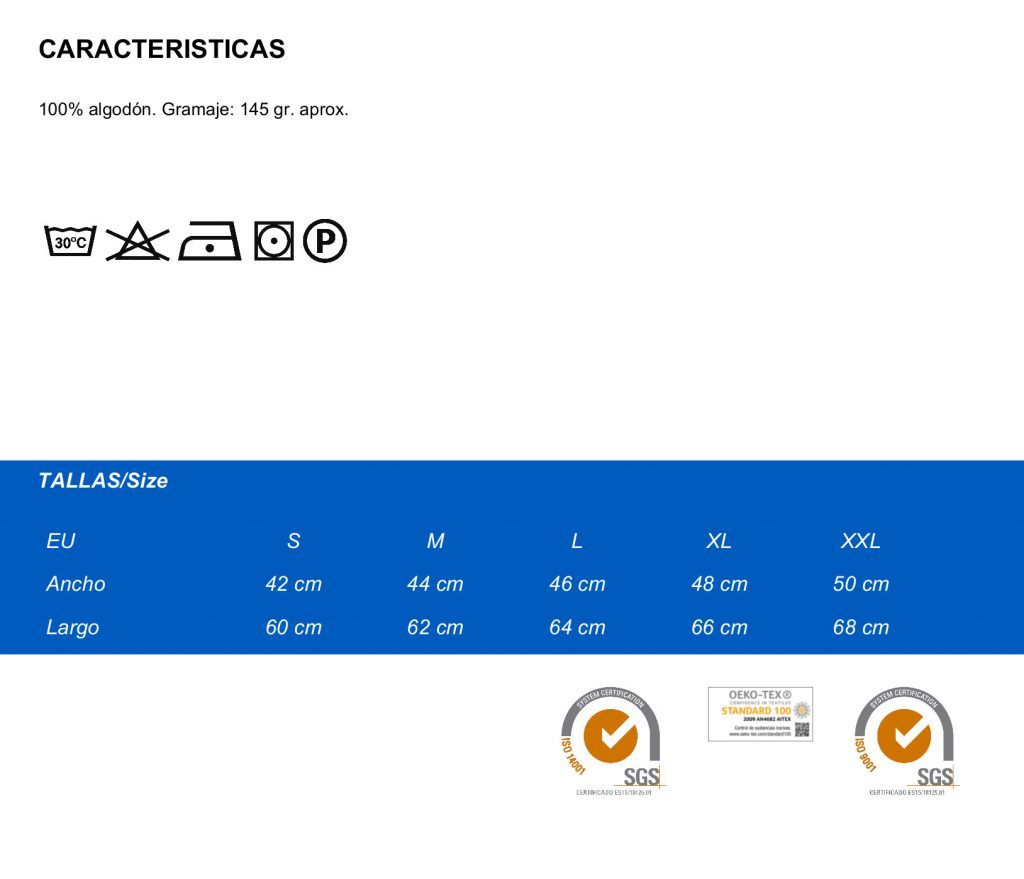 CARACTERISTICAS
100% algodón. Gramaje: 145 gr. aprox.
30°C P
TALLAS/Size
EU S M L XL XXL
Ancho 42 cm 44 cm 46 cm 48 cm 50 cm
Largo 60 cm 62 cm 64 cm 66 cm 68 cm
SYSTEM CERTIFICATION
ISO 14001
SGS
CERTIFICADO ES15/18126.01
OEKO-TEX®
CONFIDENCE IN TEXTILES
STANDARD 100
2009 AN4682 AITEX
Control de sustancias nocivas.
www.oeko-tex.com/standard100
SYSTEM CERTIFICATION
ISO 9001
SGS
CERTIFICADO ES15/18125.01